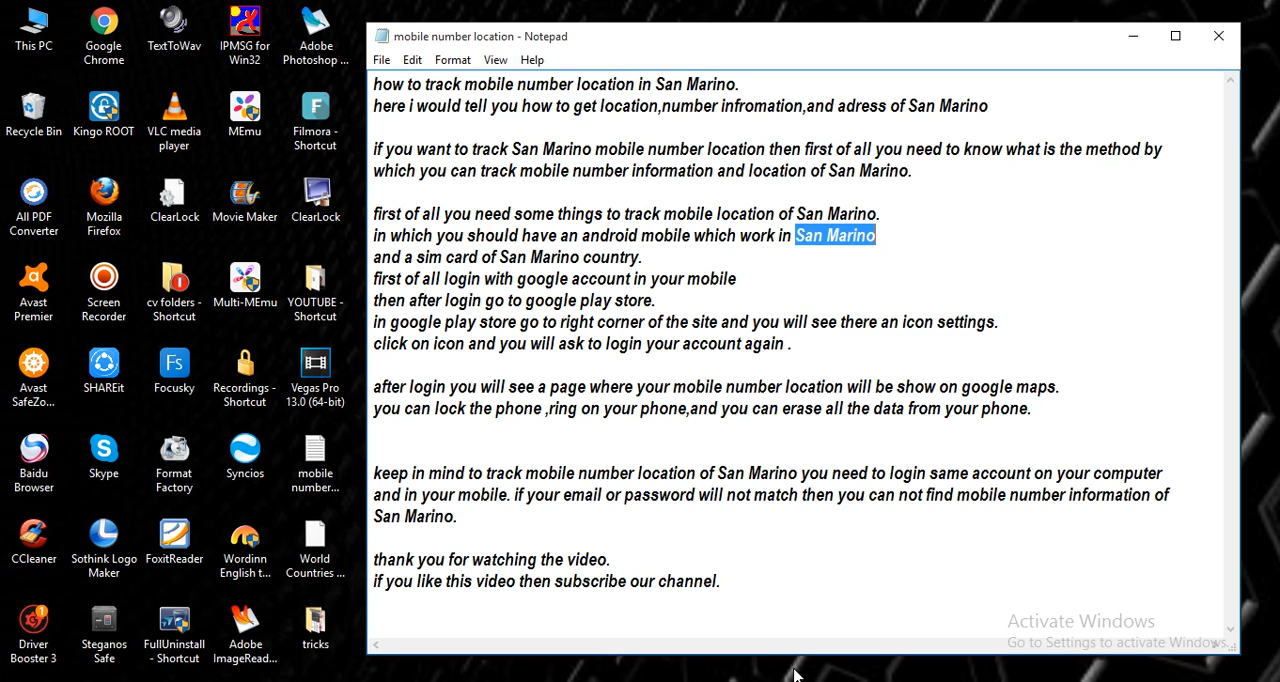 This PC
Google Chrome
TextToWav
IPMSG for Win32
Adobe Photoshop ...
Recycle Bin
Kingo ROOT
VLC media player
MEmu
Filmora - Shortcut
All PDF Converter
Mozilla Firefox
ClearLock
Movie Maker
ClearLock
Avast Premier
Screen Recorder
cv folders - Shortcut
Multi-MEmu
YOUTUBE - Shortcut
Avast SafeZo...
SHAREit
Focusky
Recordings - Shortcut
Vegas Pro 13.0 (64-bit)
Baidu Browser
Skype
Format Factory
Syncios
mobile number...
CCleaner
Sothink Logo Maker
FoxitReader
Wordinn English t...
World Countries ...
Driver Booster 3
Steganos Safe
FullUninstall - Shortcut
Adobe ImageRead...
tricks
mobile number location - Notepad
File Edit Format View Help
how to track mobile number location in San Marino.
here i would tell you how to get location,number infromation,and adress of San Marino
if you want to track San Marino mobile number location then first of all you need to know what is the method by
which you can track mobile number information and location of San Marino.
first of all you need some things to track mobile location of San Marino.
in which you should have an android mobile which work in San Marino
and a sim card of San Marino country.
first of all login with google account in your mobile
then after login go to google play store.
in google play store go to right corner of the site and you will see there an icon settings.
click on icon and you will ask to login your account again .
after login you will see a page where your mobile number location will be show on google maps.
you can lock the phone ,ring on your phone,and you can erase all the data from your phone.
keep in mind to track mobile number location of San Marino you need to login same account on your computer
and in your mobile. if your email or password will not match then you can not find mobile number information of
San Marino.
thank you for watching the video.
if you like this video then subscribe our channel.
Activate Windows
Go to Settings to activate Windows.